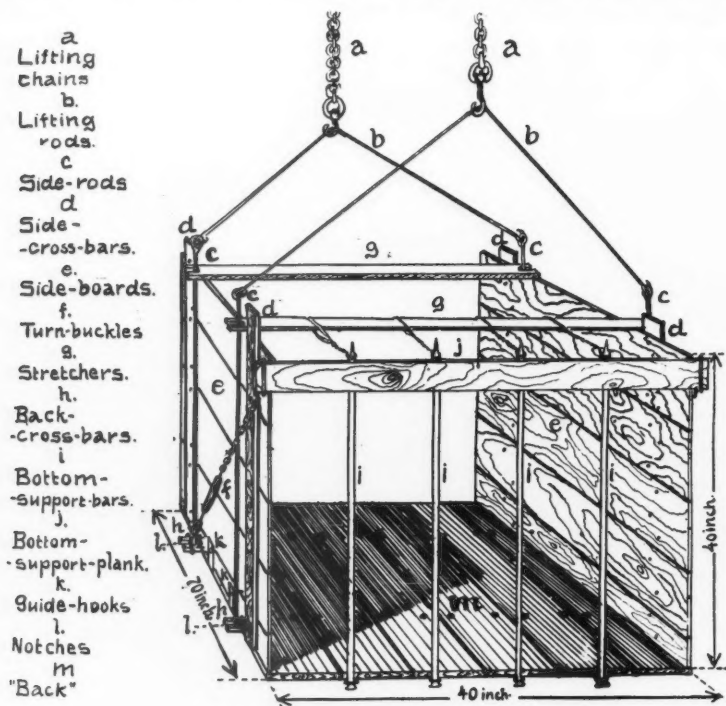 a
Lifting
chains
b.
Lifting
rods.
c
Side-rods
d
Side-
-cross-bars.
e.
Side-boards.
f.
Turn-buckles
g.
Stretchers.
h.
Back-
-cross-bars.
i
Bottom-
-support-bars.
j.
Bottom-
-support-plank.
k.
guide-hooks
l.
Notches
m
"Back"
a
a
b
b
d
c
d
c
g
c
d
g
c
d
j
e
e
f
i
i
i
i
h
k
l.
h
l.
m
70 inch
40 inch.
40 inch.